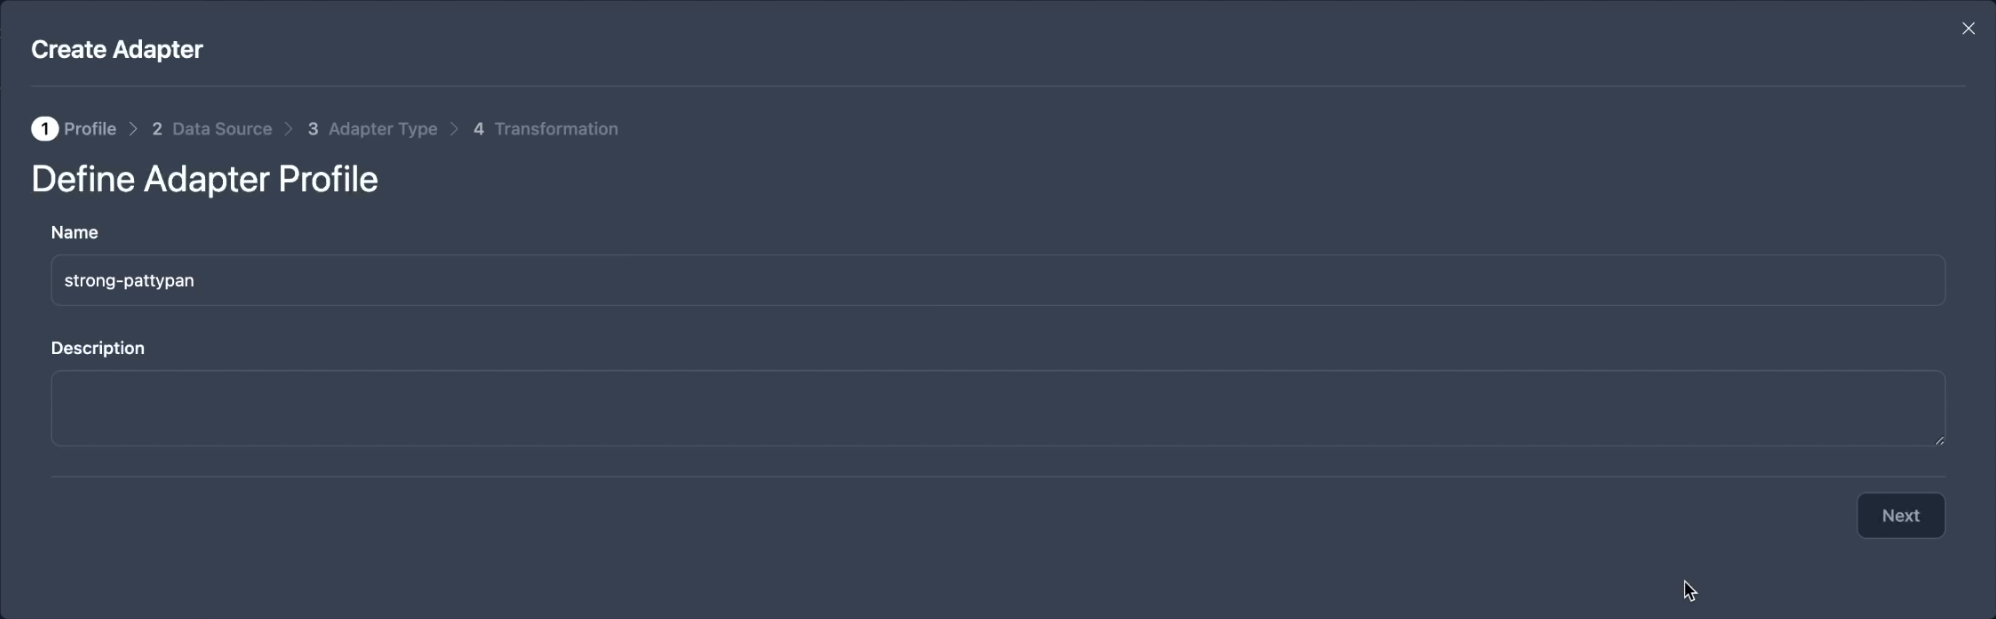 Create Adapter
1 Profile > 2 Data Source > 3 Adapter Type > 4 Transformation
Define Adapter Profile
Name
strong-pattypan
Description
Next